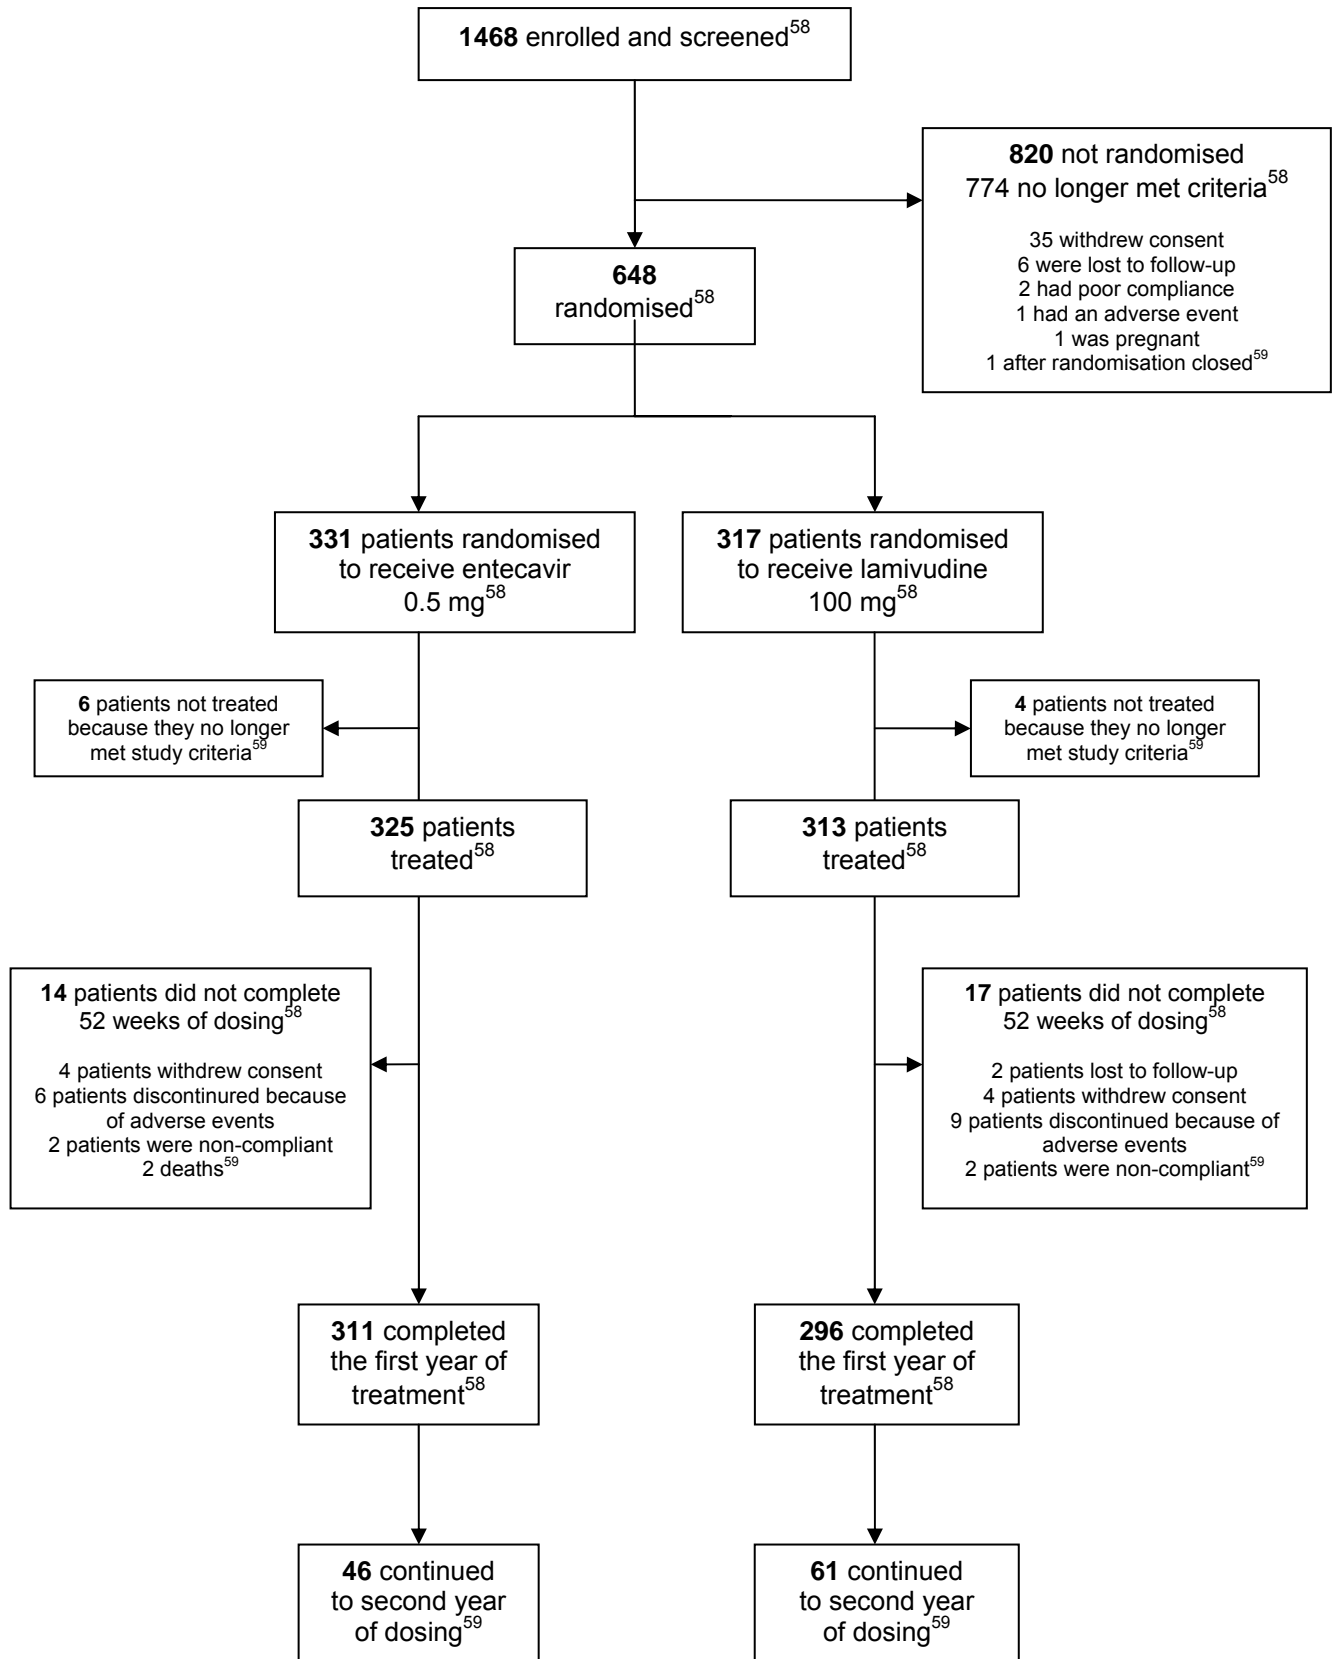 1468 enrolled and screened58
820 not randomised
774 no longer met criteria58
35 withdrew consent
6 were lost to follow-up
2 had poor compliance
1 had an adverse event
1 was pregnant
1 after randomisation closed59
648
randomised58
331 patients randomised
to receive entecavir
0.5 mg58
317 patients randomised
to receive lamivudine
100 mg58
6 patients not treated
because they no longer
met study criteria59
4 patients not treated
because they no longer
met study criteria59
325 patients
treated58
313 patients
treated58
14 patients did not complete
52 weeks of dosing58
4 patients withdrew consent
6 patients discontinured because
of adverse events
2 patients were non-compliant
2 deaths59
17 patients did not complete
52 weeks of dosing58
2 patients lost to follow-up
4 patients withdrew consent
9 patients discontinued because of
adverse events
2 patients were non-compliant59
311 completed
the first year of
treatment58
296 completed
the first year of
treatment58
46 continued
to second year
of dosing59
61 continued
to second year
of dosing59